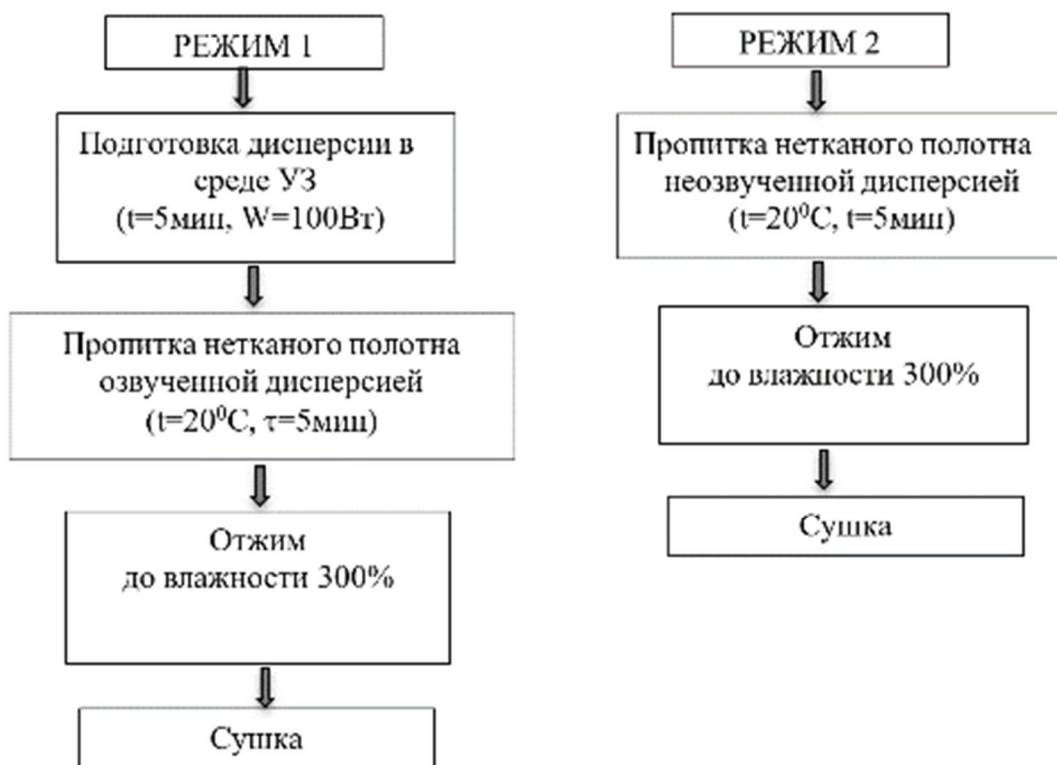 РЕЖИМ 1
Подготовка дисперсии в
среде УЗ
(t=5мин, W=100Вт)
Пропитка нетканого полотна
озвученной дисперсией
(t=20⁰С, τ=5мин)
Отжим
до влажности 300%
Сушка
РЕЖИМ 2
Пропитка нетканого полотна
неозвученной дисперсией
(t=20⁰С, t=5мин)
Отжим
до влажности 300%
Сушка